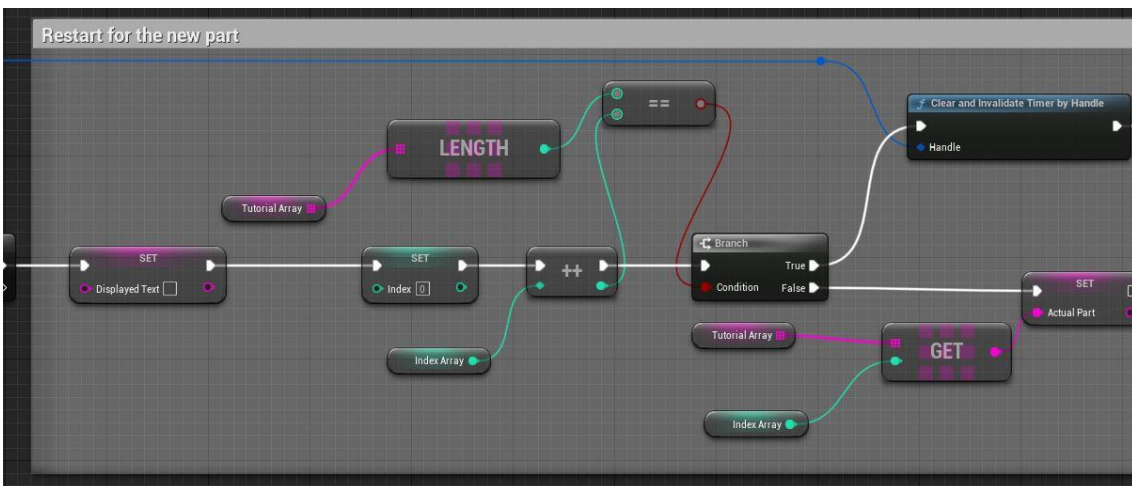 Restart for the new part
==
f Clear and Invalidate Timer by Handle
LENGTH
Handle
Tutorial Array
Branch
SET
SET
++
True
Displayed Text
Index 0
Condition
False
SET
Actual Part
Tutorial Array
Index Array
GET
Index Array